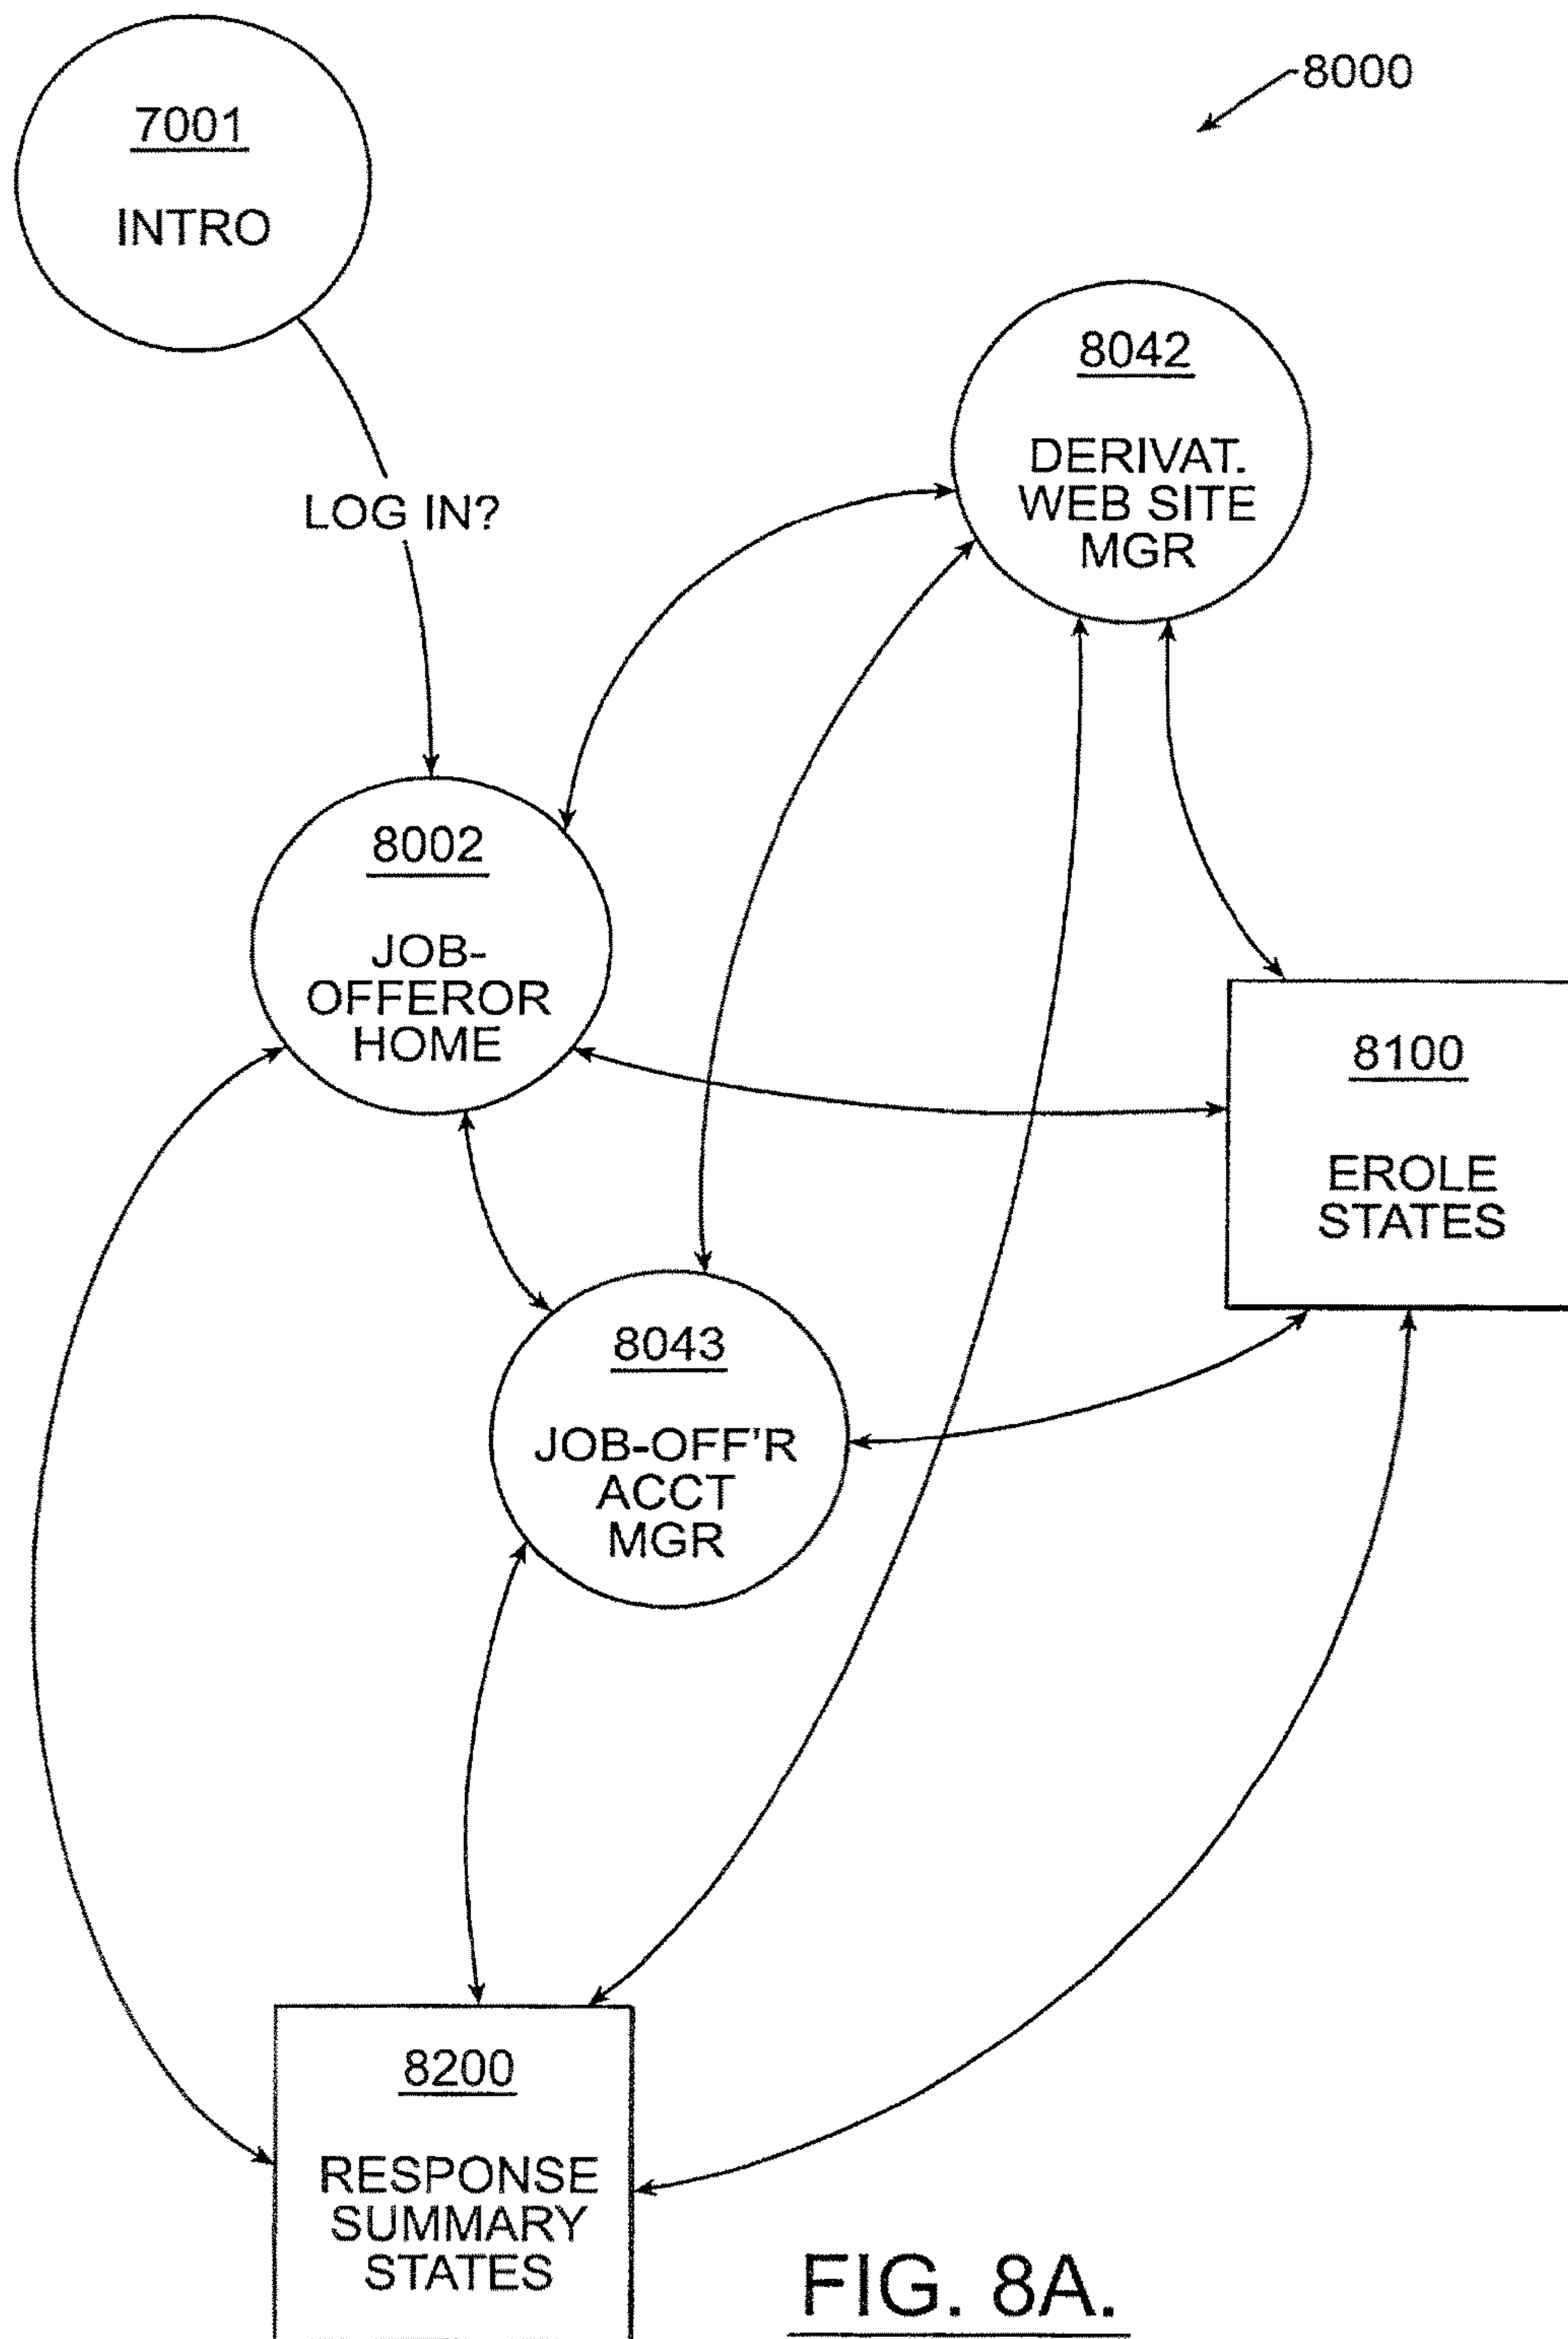 8000
7001
INTRO
LOG IN?
8042
DERIVAT.
WEB SITE
MGR
8002
JOB-
OFFEROR
HOME
8100
EROLE
STATES
8043
JOB-OFF'R
ACCT
MGR
8200
RESPONSE
SUMMARY
STATES
FIG. 8A.